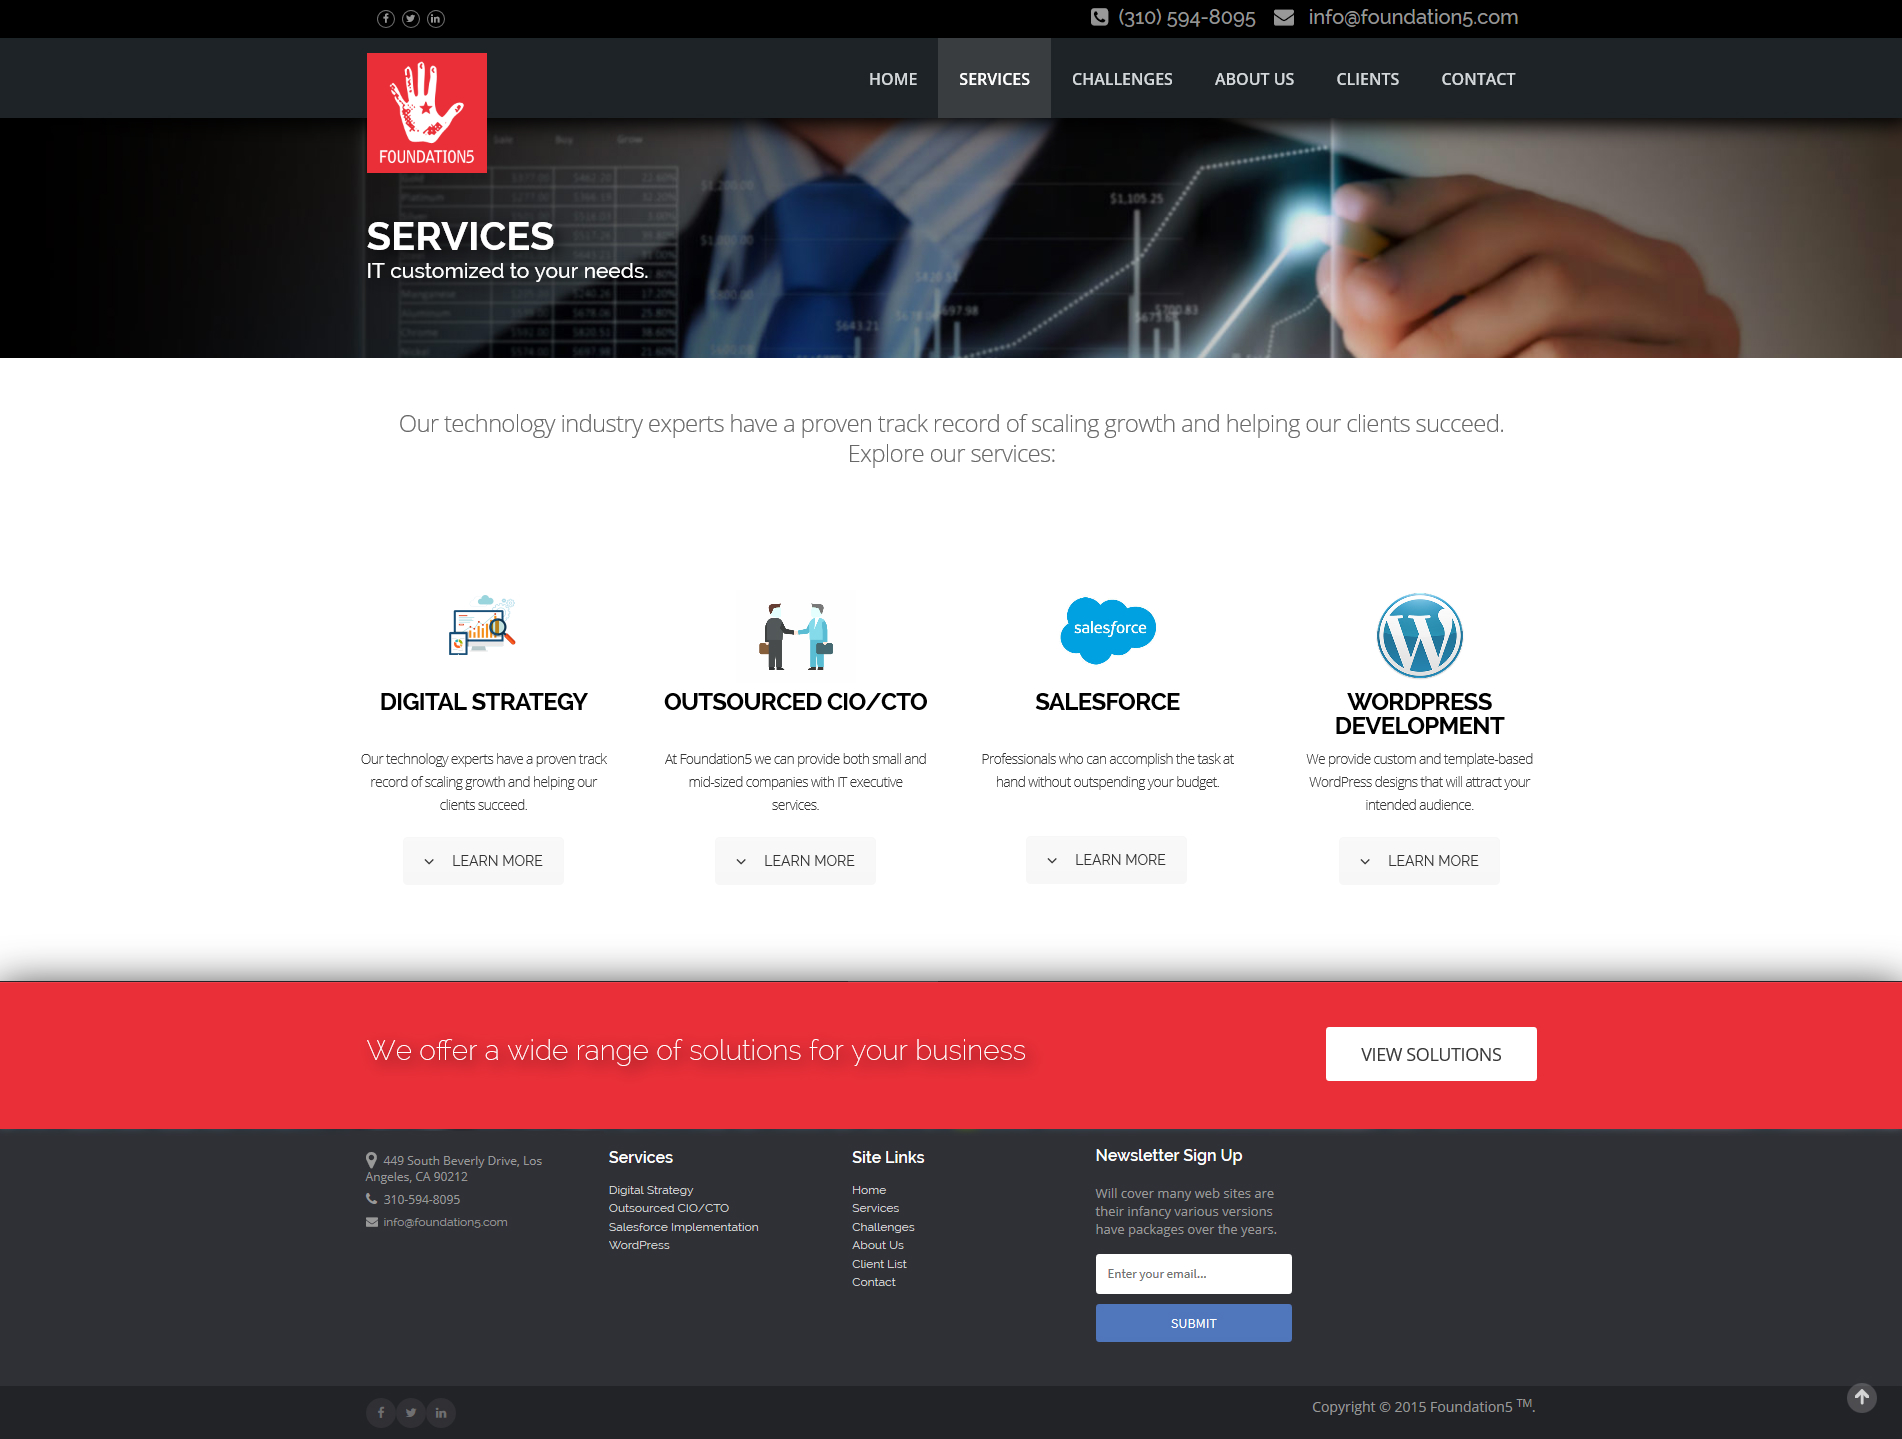 (310) 594-8095 info@foundation5.com
FOUNDATION5
HOME SERVICES CHALLENGES ABOUT US CLIENTS CONTACT
Sale Buy Grow
$1,105.25
SERVICES
IT customized to your needs.
$643.21
Our technology industry experts have a proven track record of scaling growth and helping our clients succeed.
Explore our services:
salesforce
DIGITAL STRATEGY
Our technology experts have a proven track
record of scaling growth and helping our
clients succeed.
LEARN MORE
OUTSOURCED CIO/CTO
At Foundation5 we can provide both small and
mid-sized companies with IT executive
services.
LEARN MORE
SALESFORCE
Professionals who can accomplish the task at
hand without outspending your budget.
LEARN MORE
WORDPRESS
DEVELOPMENT
We provide custom and template-based
WordPress designs that will attract your
intended audience.
LEARN MORE
We offer a wide range of solutions for your business
VIEW SOLUTIONS
449 South Beverly Drive, Los
Angeles, CA 90212
310-594-8095
info@foundation5.com
Services
Digital Strategy
Outsourced CIO/CTO
Salesforce Implementation
WordPress
Site Links
Home
Services
Challenges
About Us
Client List
Contact
Newsletter Sign Up
Will cover many web sites are
their infancy various versions
have packages over the years.
Enter your email...
SUBMIT
Copyright © 2015 Foundation5 TM.